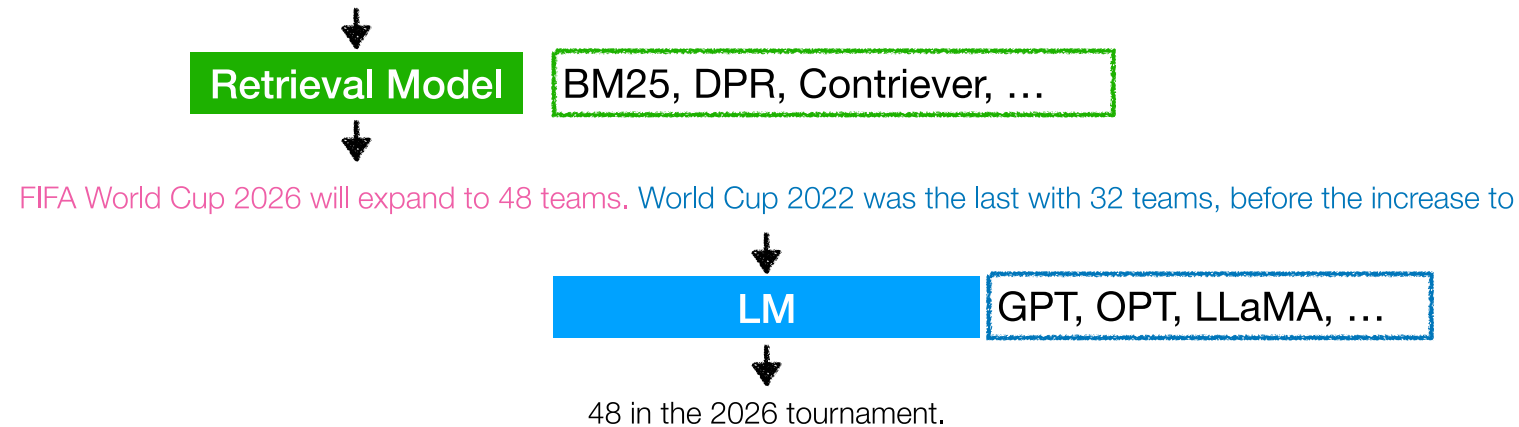 Retrieval Model BM25, DPR, Contriever, …
FIFA World Cup 2026 will expand to 48 teams. World Cup 2022 was the last with 32 teams, before the increase to
LM GPT, OPT, LLaMA, …
48 in the 2026 tournament.